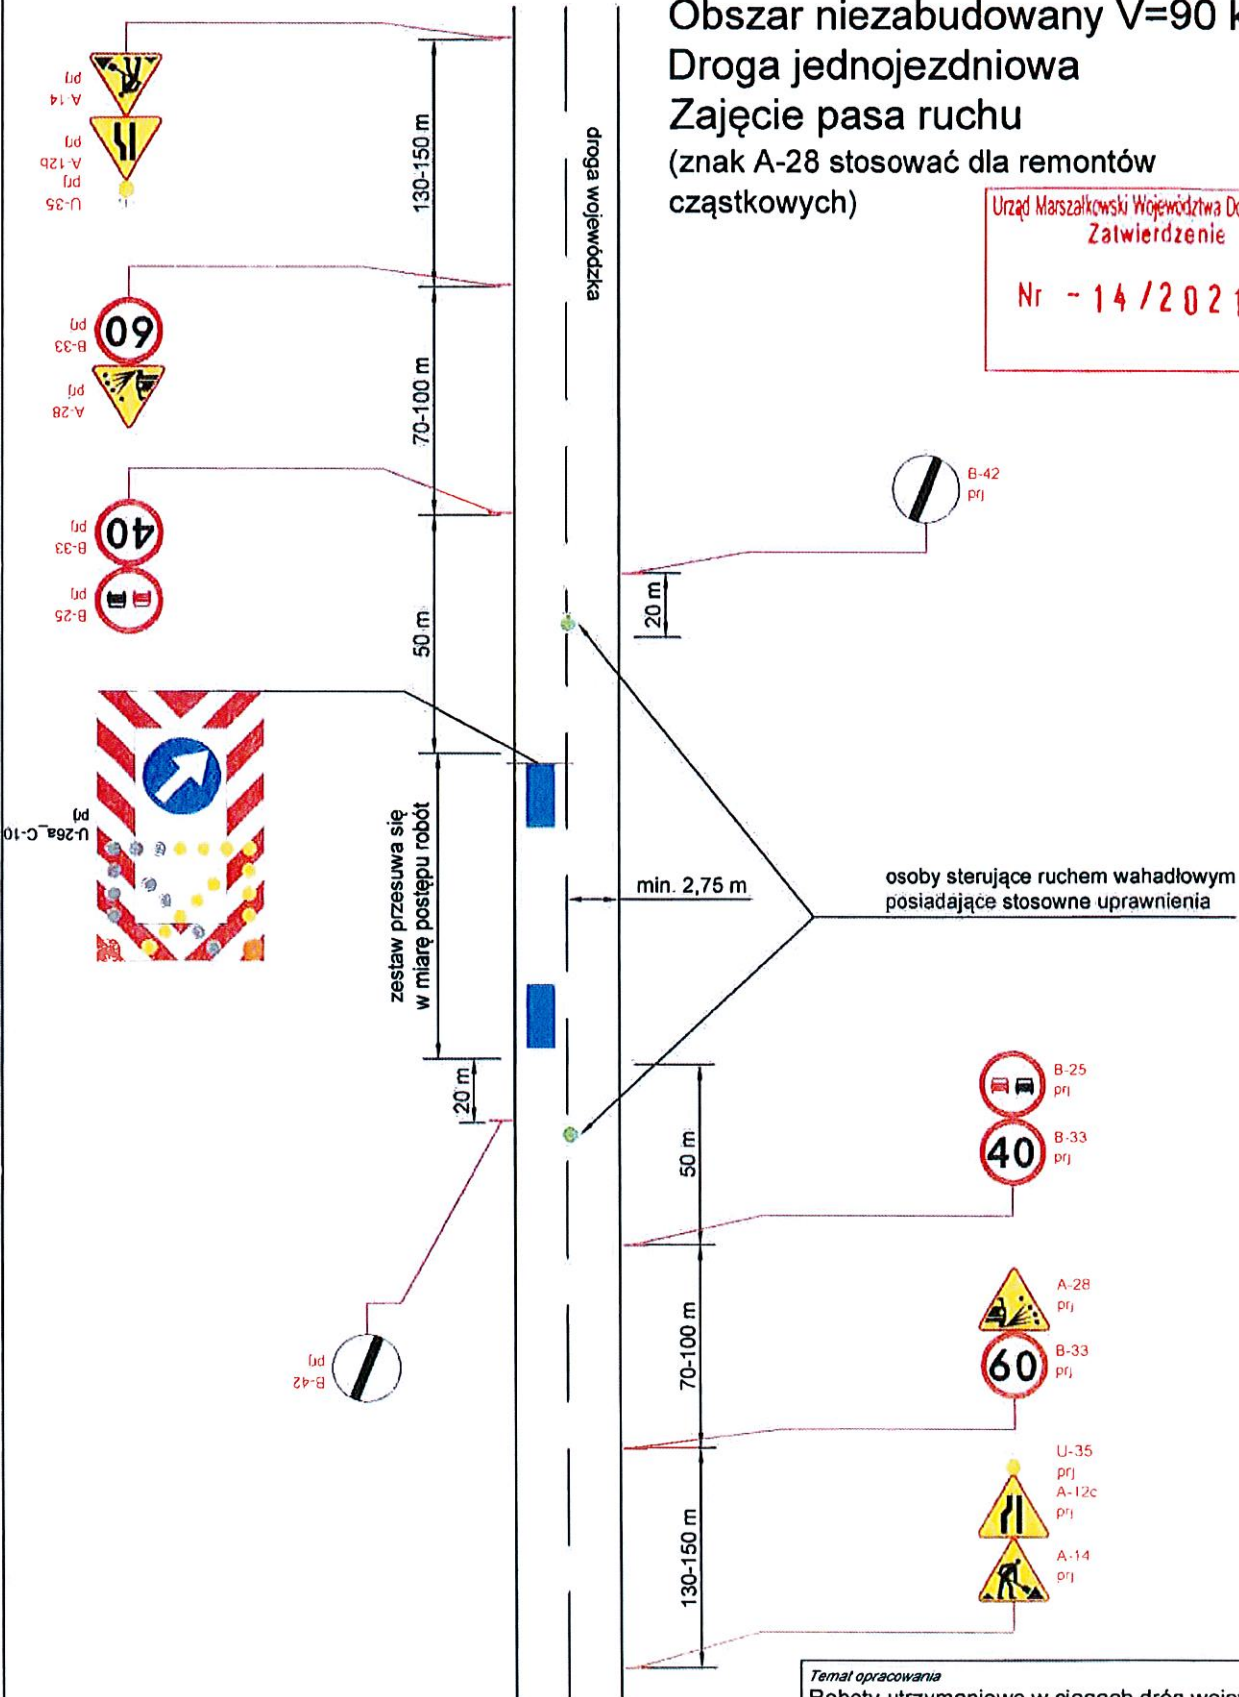 Obszar niezabudowany V=90 k
Droga jednojezdniowa
Zajęcie pasa ruchu
(znak A-28 stosować dla remontów
cząstkowych)
Urząd Marszałkowski Województwa Do
Zatwierdzenie
Nr - 14 / 202
droga wojewódzka
A-14
prj
A-12b
prj
U-35
prj
130-150 m
60
B-33
prj
A-28
prj
70-100 m
40
B-33
prj
B-25
prj
50 m
B-42
prj
20 m
U-26a_C-10
prj
zestaw przesuwa się
w miarę postępu robót
min. 2,75 m
osoby sterujące ruchem wahadłowym
posiadające stosowne uprawnienia
20 m
B-42
prj
B-25
prj
40
B-33
prj
50 m
A-28
prj
60
B-33
prj
70-100 m
U-35
prj
A-12c
prj
A-14
prj
130-150 m
Temat opracowania